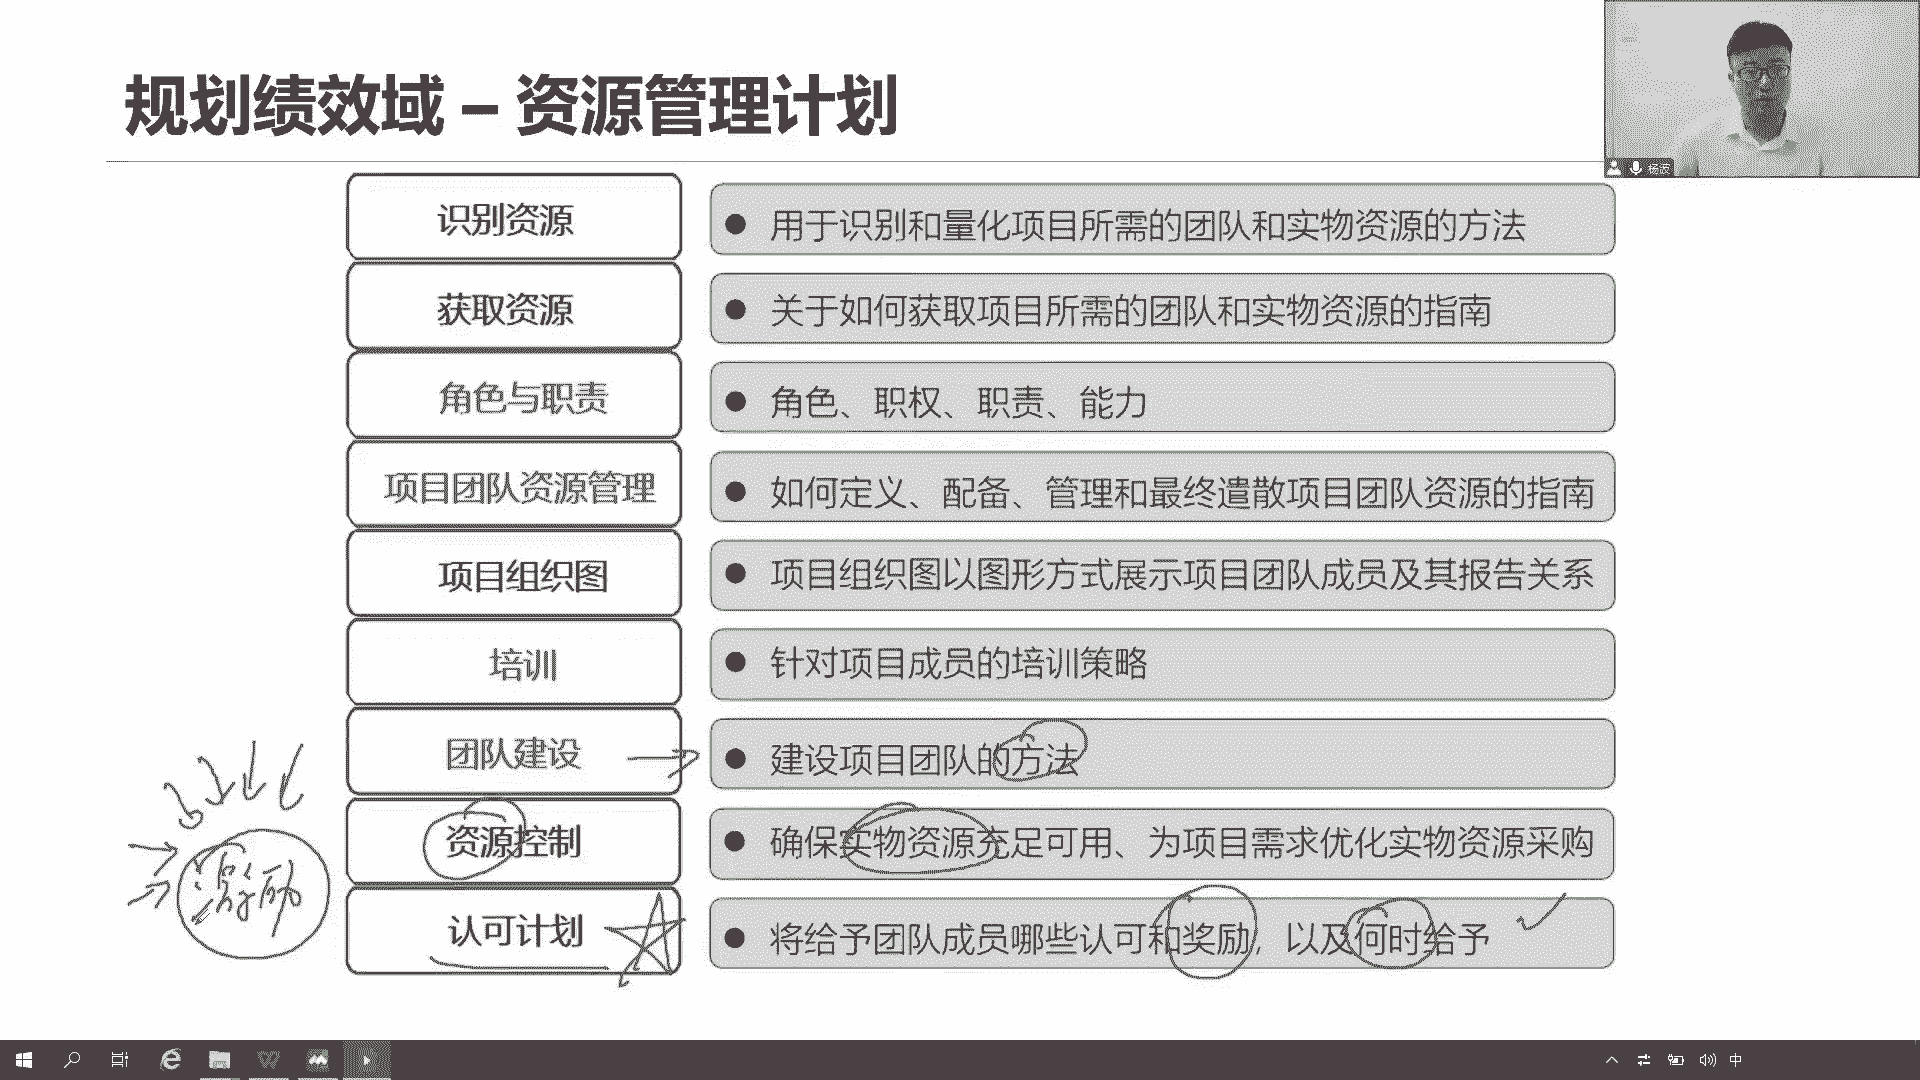 规划绩效域 – 资源管理计划
杨波
识别资源
● 用于识别和量化项目所需的团队和实物资源的方法
获取资源
● 关于如何获取项目所需的团队和实物资源的指南
角色与职责
● 角色、职权、职责、能力
项目团队资源管理
● 如何定义、配备、管理和最终遣散项目团队资源的指南
项目组织图
● 项目组织图以图形方式展示项目团队成员及其报告关系
培训
● 针对项目成员的培训策略
团队建设
● 建设项目团队的方法
资源控制
● 确保实物资源充足可用、为项目需求优化实物资源采购
激励
认可计划
● 将给予团队成员哪些认可和奖励，以及何时给予
中